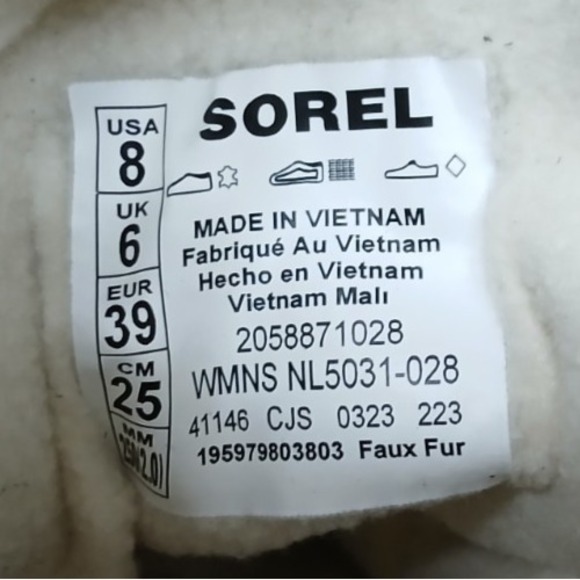 SOREL
USA
8
UK
6
EUR
39
CM
25
MM
MADE IN VIETNAM
Fabriqué Au Vietnam
Hecho en Vietnam
Vietnam Malı
2058871028
WMNS NL5031-028
41146 CJS 0323 223
195979803803 Faux Fur